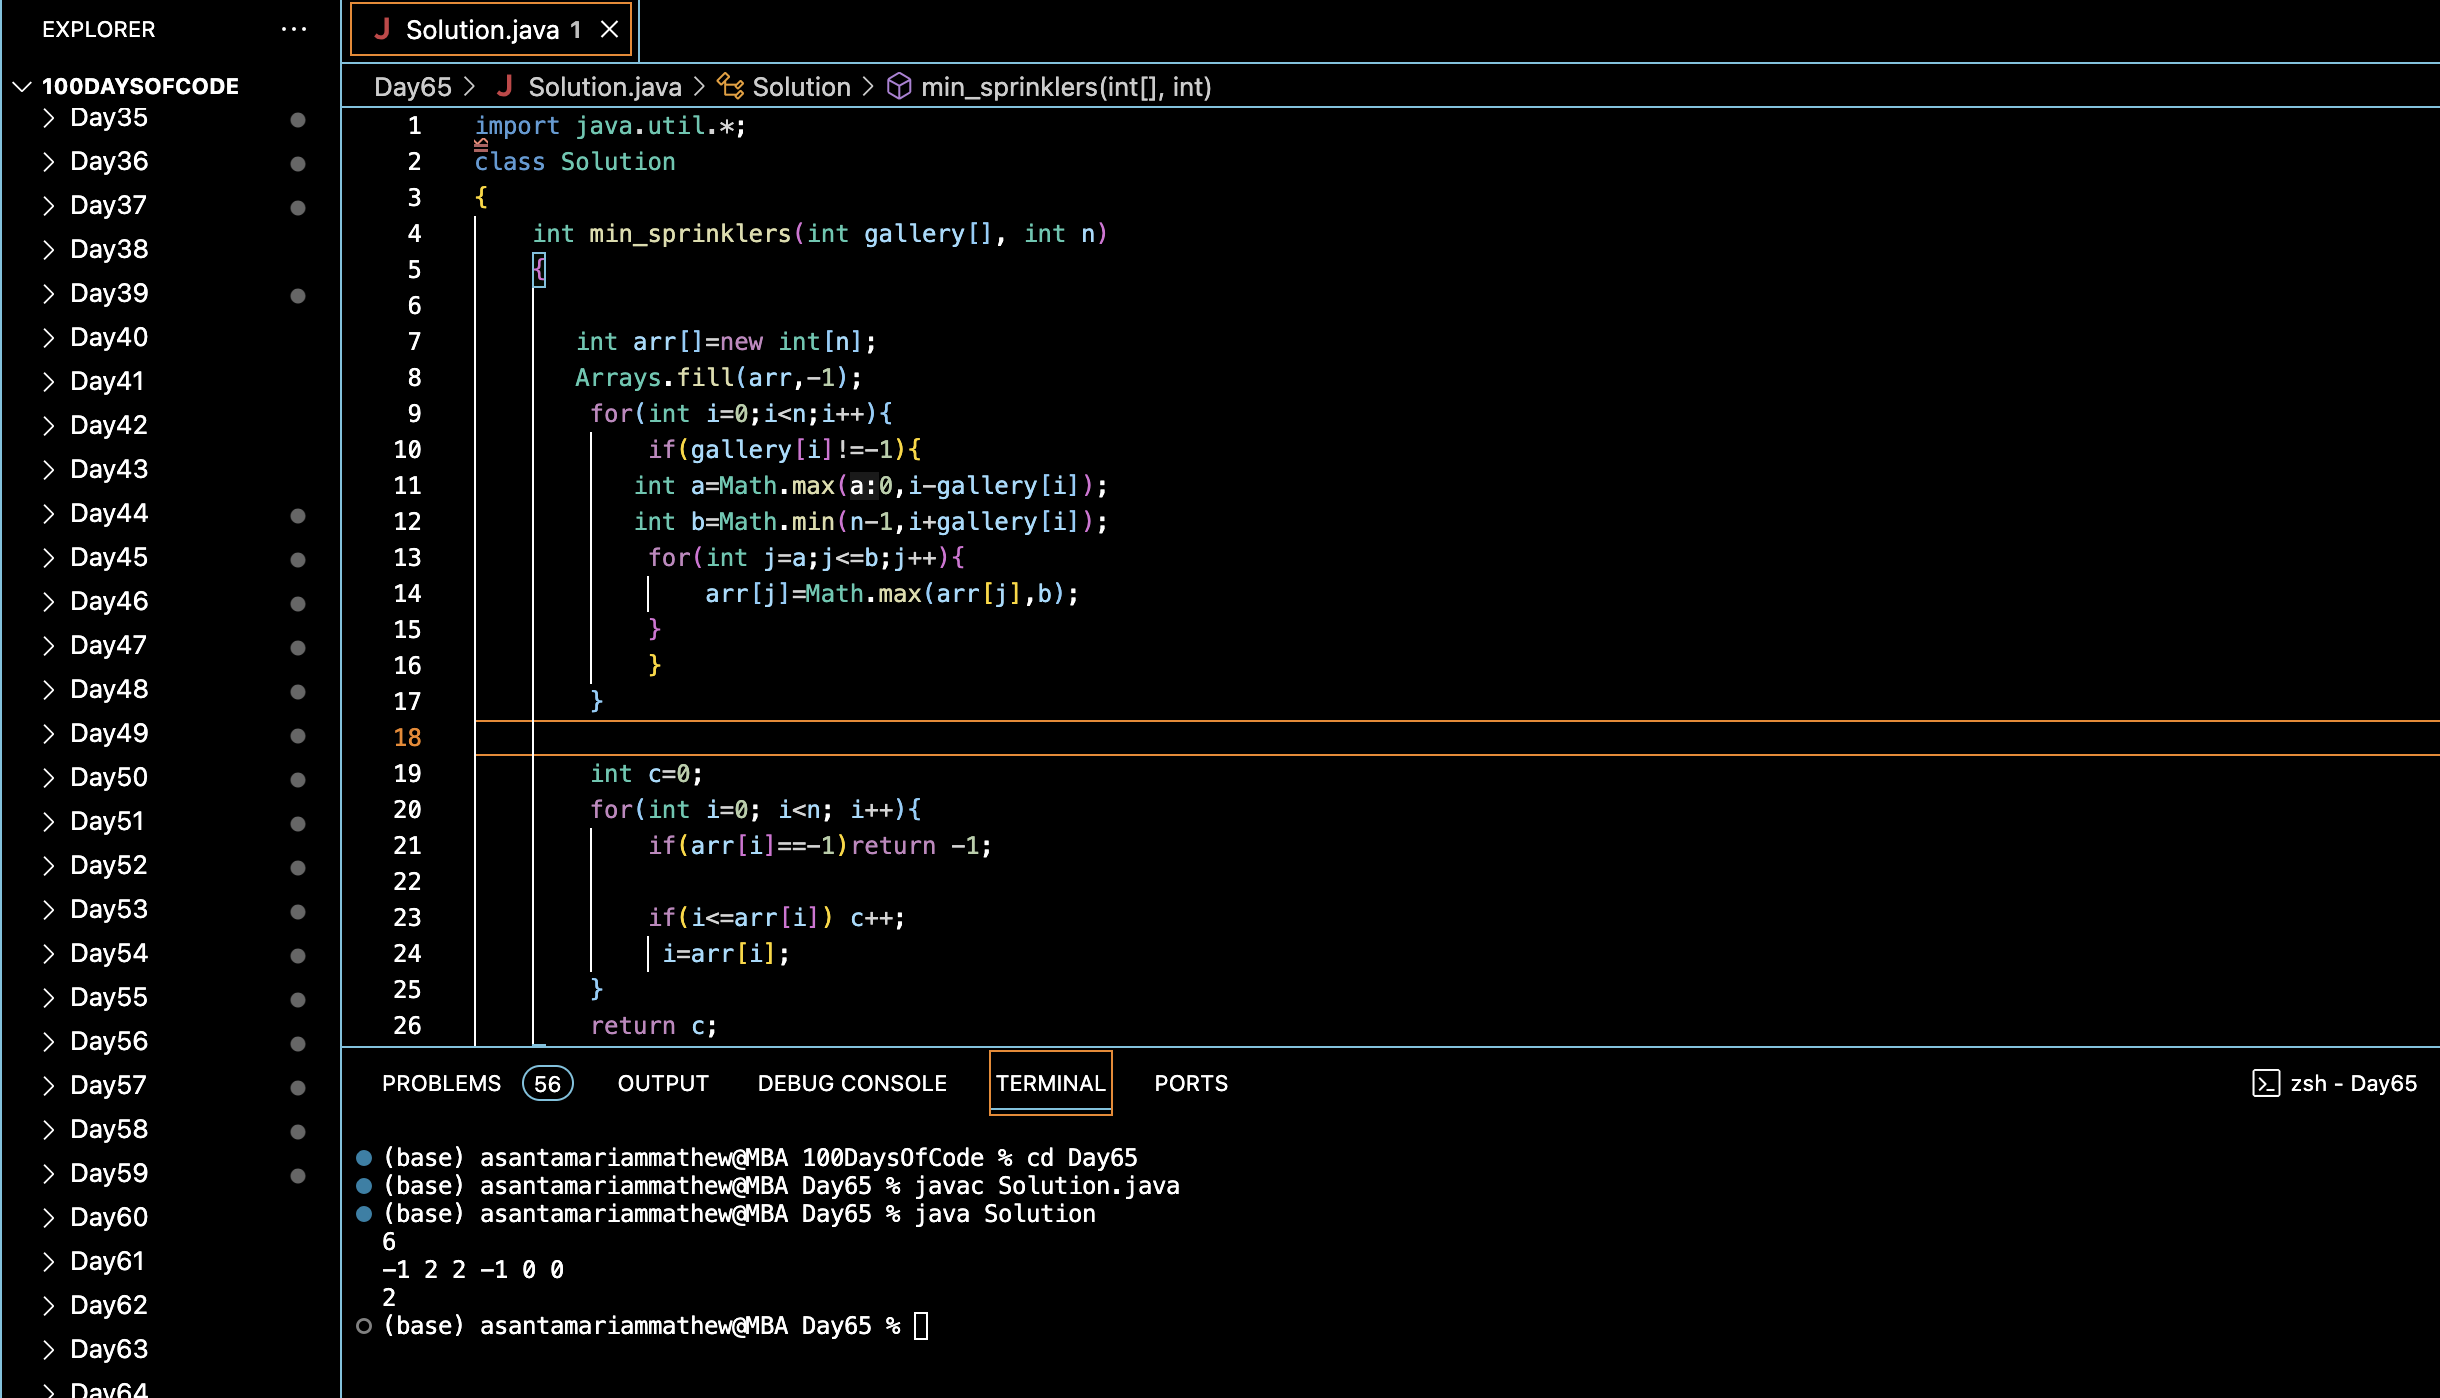 EXPLORER ...
100DAYSOFCODE
Day35
Day36
Day37
Day38
Day39
Day40
Day41
Day42
Day43
Day44
Day45
Day46
Day47
Day48
Day49
Day50
Day51
Day52
Day53
Day54
Day55
Day56
Day57
Day58
Day59
Day60
Day61
Day62
Day63
Day64
J Solution.java 1
Day65 > J Solution.java > Solution > min_sprinklers(int[], int)
1 import java.util.*;
2 class Solution
3 {
4 int min_sprinklers(int gallery[], int n)
5 {
6
7 int arr[]=new int[n];
8 Arrays.fill(arr,-1);
9 for(int i=0;i<n;i++){
10 if(gallery[i]!=-1){
11 int a=Math.max(a:0,i-gallery[i]);
12 int b=Math.min(n-1,i+gallery[i]);
13 for(int j=a;j<=b;j++){
14 arr[j]=Math.max(arr[j],b);
15 }
16 }
17 }
18
19 int c=0;
20 for(int i=0; i<n; i++){
21 if(arr[i]==-1)return -1;
22
23 if(i<=arr[i]) c++;
24 i=arr[i];
25 }
26 return c;
PROBLEMS 56 OUTPUT DEBUG CONSOLE TERMINAL PORTS zsh - Day65
(base) asantamariammathew@MBA 100DaysOfCode % cd Day65
(base) asantamariammathew@MBA Day65 % javac Solution.java
(base) asantamariammathew@MBA Day65 % java Solution
6
-1 2 2 -1 0 0
2
(base) asantamariammathew@MBA Day65 %